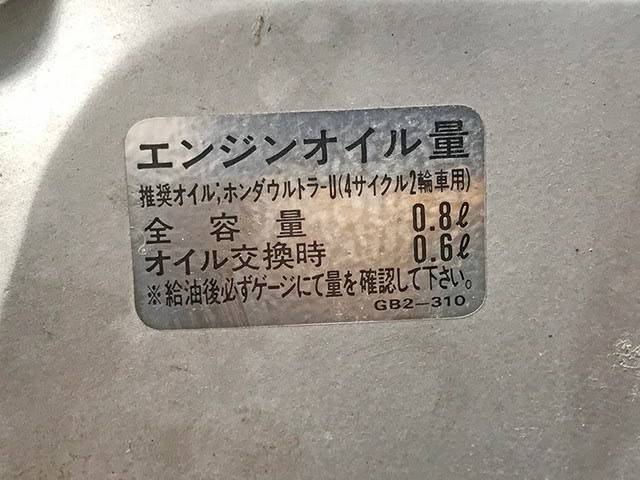 エンジンオイル量
推奨オイル;ホンダウルトラ-U(4サイクル2輪車用)
全容量 0.8ℓ
オイル交換時 0.6ℓ
※給油後必ずゲージにて量を確認して下さい。
GB2-310